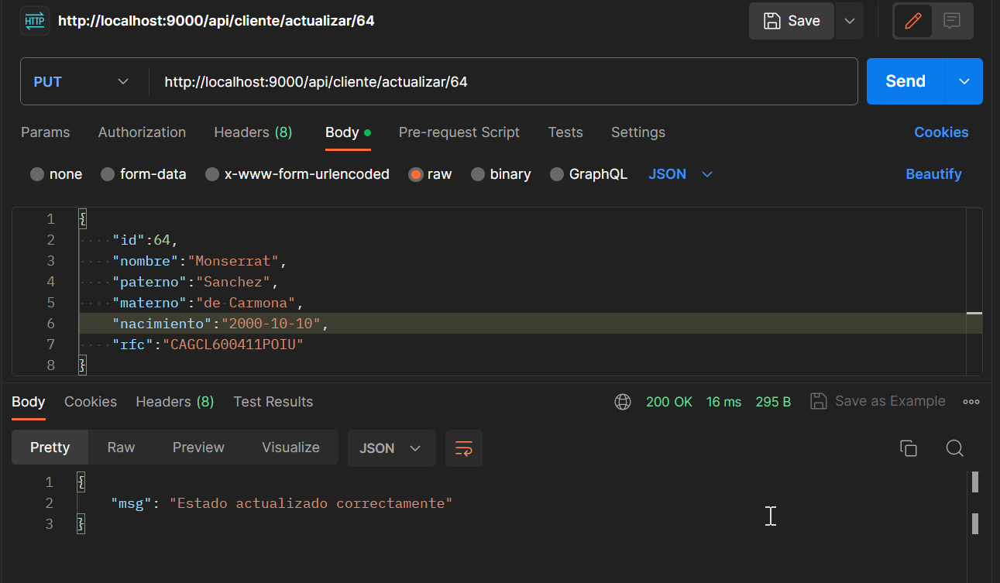 HTTP http://localhost:9000/api/cliente/actualizar/64 Save
PUT http://localhost:9000/api/cliente/actualizar/64 Send
Params Authorization Headers (8) Body Pre-request Script Tests Settings Cookies
none form-data x-www-form-urlencoded raw binary GraphQL JSON Beautify
1 {
2 "id":64,
3 "nombre":"Monserrat",
4 "paterno":"Sanchez",
5 "materno":"de Carmona",
6 "nacimiento":"2000-10-10",
7 "rfc":"CAGCL600411POIU"
8 }
Body Cookies Headers (8) Test Results 200 OK 16 ms 295 B Save as Example
Pretty Raw Preview Visualize JSON
1 {
2 "msg": "Estado actualizado correctamente"
3 }